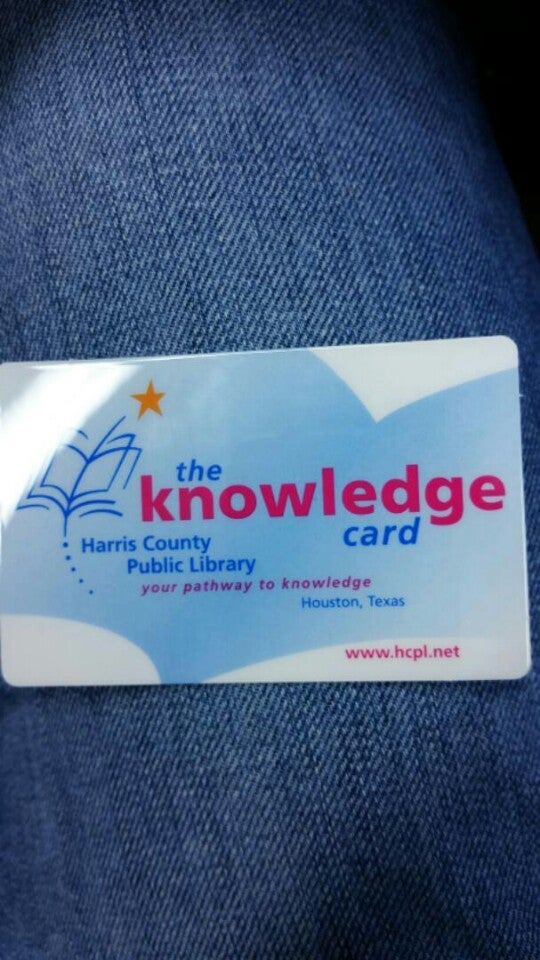 the
knowledge
card
Harris County
Public Library
your pathway to knowledge
Houston, Texas
www.hcpl.net